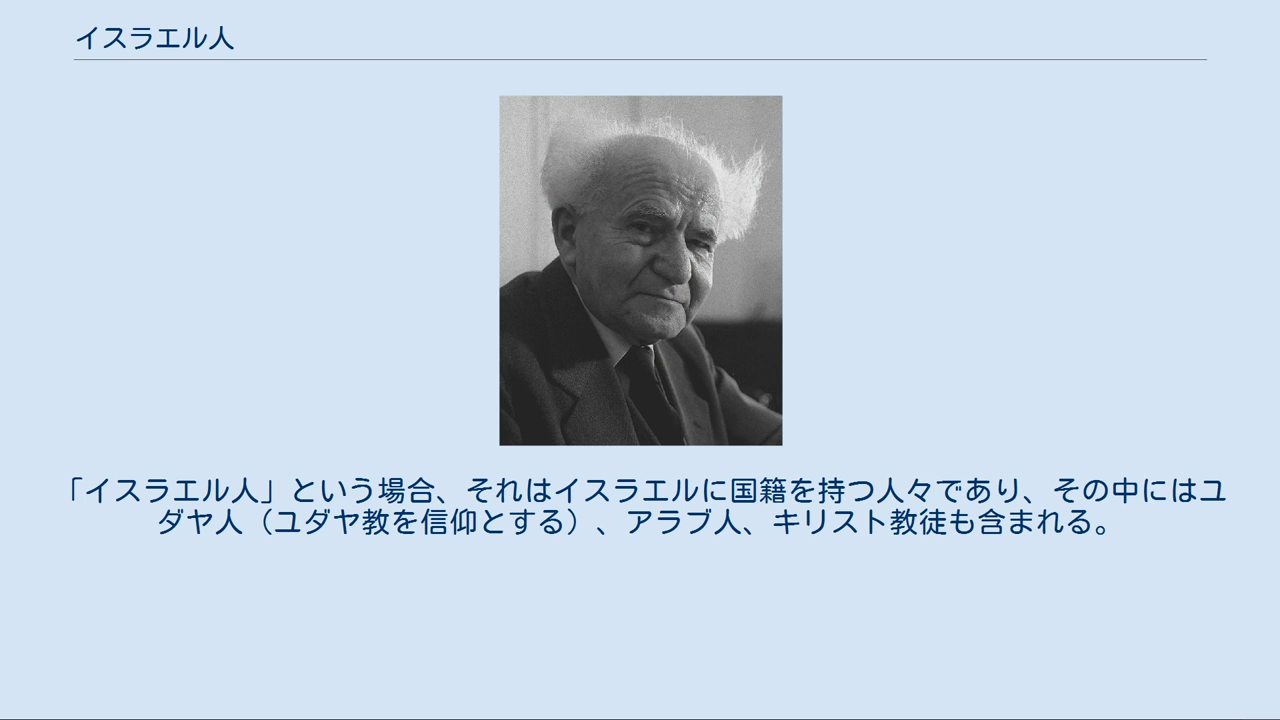 イスラエル人
「イスラエル人」という場合、それはイスラエルに国籍を持つ人々であり、その中にはユ
ダヤ人（ユダヤ教を信仰とする）、アラブ人、キリスト教徒も含まれる。